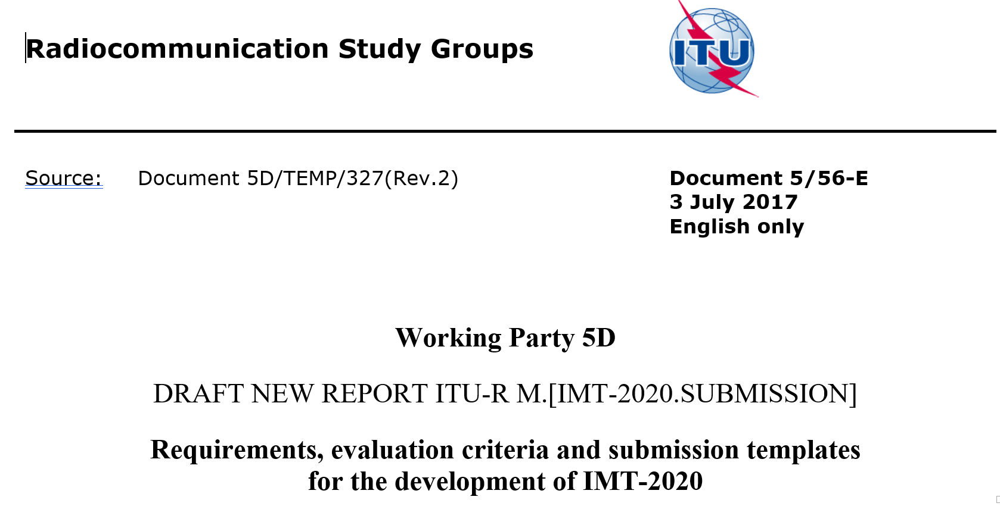 Radiocommunication Study Groups
ITU
Source: Document 5D/TEMP/327(Rev.2)
Document 5/56-E
3 July 2017
English only
Working Party 5D
DRAFT NEW REPORT ITU-R M.[IMT-2020.SUBMISSION]
Requirements, evaluation criteria and submission templates
for the development of IMT-2020